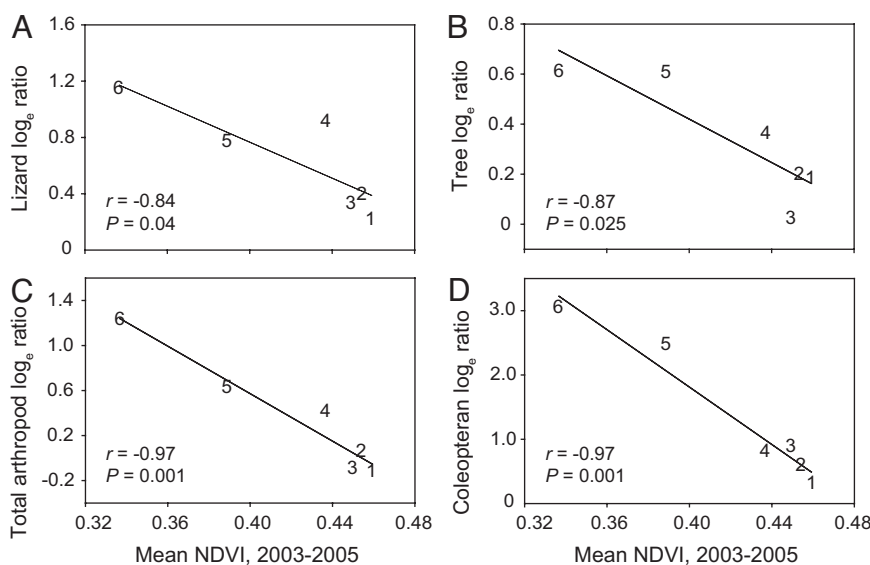 A
1.6
1.2
0.8
0.4
0
Lizard logₑ ratio
6
5
4
3
2
1
r = -0.84
P = 0.04
B
0.8
0.6
0.4
0.2
0
Tree logₑ ratio
6
5
4
2
1
3
r = -0.87
P = 0.025
C
1.4
1.0
0.6
0.2
-0.2
Total arthropod logₑ ratio
6
5
4
2
3
1
r = -0.97
P = 0.001
0.32 0.36 0.40 0.44 0.48
Mean NDVI, 2003-2005
D
3.0
2.0
1.0
0
Coleopteran logₑ ratio
6
5
4
3
2
1
r = -0.97
P = 0.001
0.32 0.36 0.40 0.44 0.48
Mean NDVI, 2003-2005